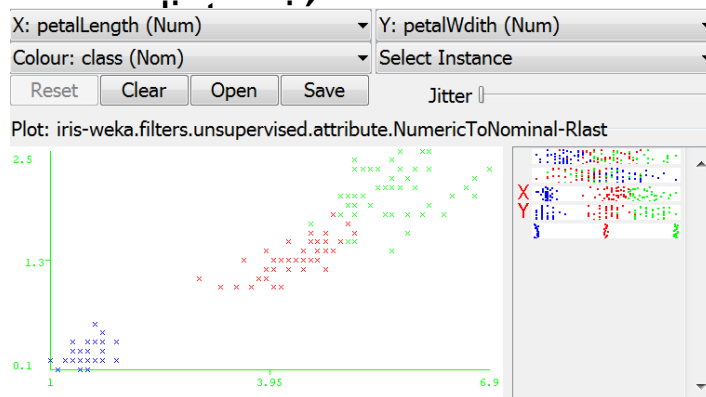 X: petalLength (Num)
Y: petalWdith (Num)
Colour: class (Nom)
Select Instance
Reset
Clear
Open
Save
Jitter
Plot: iris-weka.filters.unsupervised.attribute.NumericToNominal-Rlast
2.5
1.3
0.1
1
3.95
6.9
X
Y